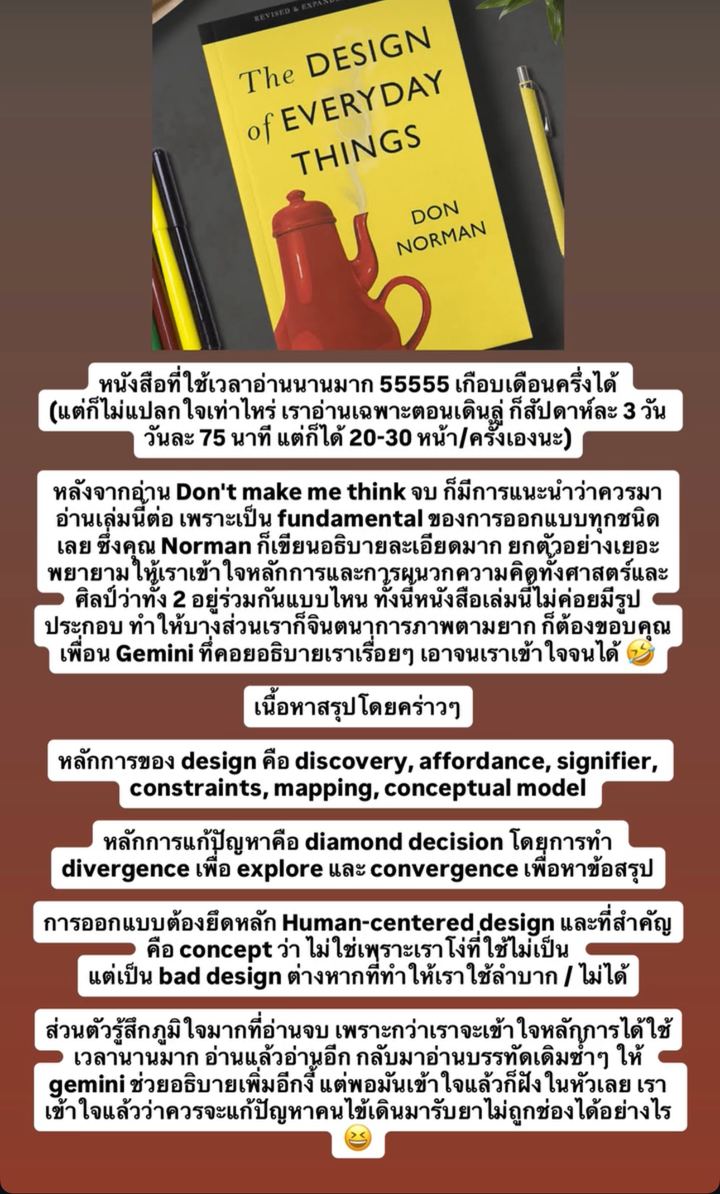 REVISED & EXPAND
The DESIGN
of EVERYDAY
THINGS
DON
NORMAN
หนังสือที่ใช้เวลาอ่านนานมาก 55555 เกือบเดือนครึ่งได้
(แต่ก็ไม่แปลกใจเท่าไหร่ เราอ่านเฉพาะตอนเดินลู่ ก็สัปดาห์ละ 3 วัน
วันละ 75 นาที แต่ก็ได้ 20-30 หน้า/ครั้งเองนะ)
หลังจากอ่าน Don't make me think จบ ก็มีการแนะนำว่าควรมา
อ่านเล่มนี้ต่อ เพราะเป็น fundamental ของการออกแบบทุกชนิด
เลย ซึ่งคุณ Norman ก็เขียนอธิบายละเอียดมาก ยกตัวอย่างเยอะ
พยายามให้เราเข้าใจหลักการและการผนวกความคิดทั้งศาสตร์และ
ศิลป์ว่าทั้ง 2 อยู่ร่วมกันแบบไหน ทั้งนี้หนังสือเล่มนี้ไม่ค่อยมีรูป
ประกอบ ทำให้บางส่วนเราก็จินตนาการภาพตามยาก ก็ต้องขอบคุณ
เพื่อน Gemini ที่คอยอธิบายเราเรื่อยๆ เอาจนเราเข้าใจจนได้ 🤣
เนื้อหาสรุปโดยคร่าวๆ
หลักการของ design คือ discovery, affordance, signifier,
constraints, mapping, conceptual model
หลักการแก้ปัญหาคือ diamond decision โดยการทำ
divergence เพื่อ explore และ convergence เพื่อหาข้อสรุป
การออกแบบต้องยึดหลัก Human-centered design และที่สำคัญ
คือ concept ว่า ไม่ใช่เพราะเราโง่ที่ใช้ไม่เป็น
แต่เป็น bad design ต่างหากที่ทำให้เราใช้ลำบาก / ไม่ได้
ส่วนตัวรู้สึกภูมิใจมากที่อ่านจบ เพราะกว่าเราจะเข้าใจหลักการได้ใช้
เวลานานมาก อ่านแล้วอ่านอีก กลับมาอ่านบรรทัดเดิมซ้ำๆ ให้
gemini ช่วยอธิบายเพิ่มอีกงี้ แต่พอมันเข้าใจแล้วก็ฝังในหัวเลย เรา
เข้าใจแล้วว่าควรจะแก้ปัญหาคนไข้เดินมารับยาไม่ถูกช่องได้อย่างไร
😆